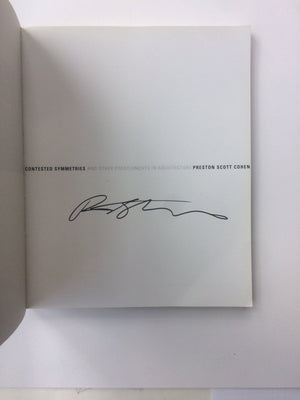 CONTESTED SYMMETRIES AND OTHER PREDICAMENTS IN ARCHITECTURE PRESTON SCOTT COHEN